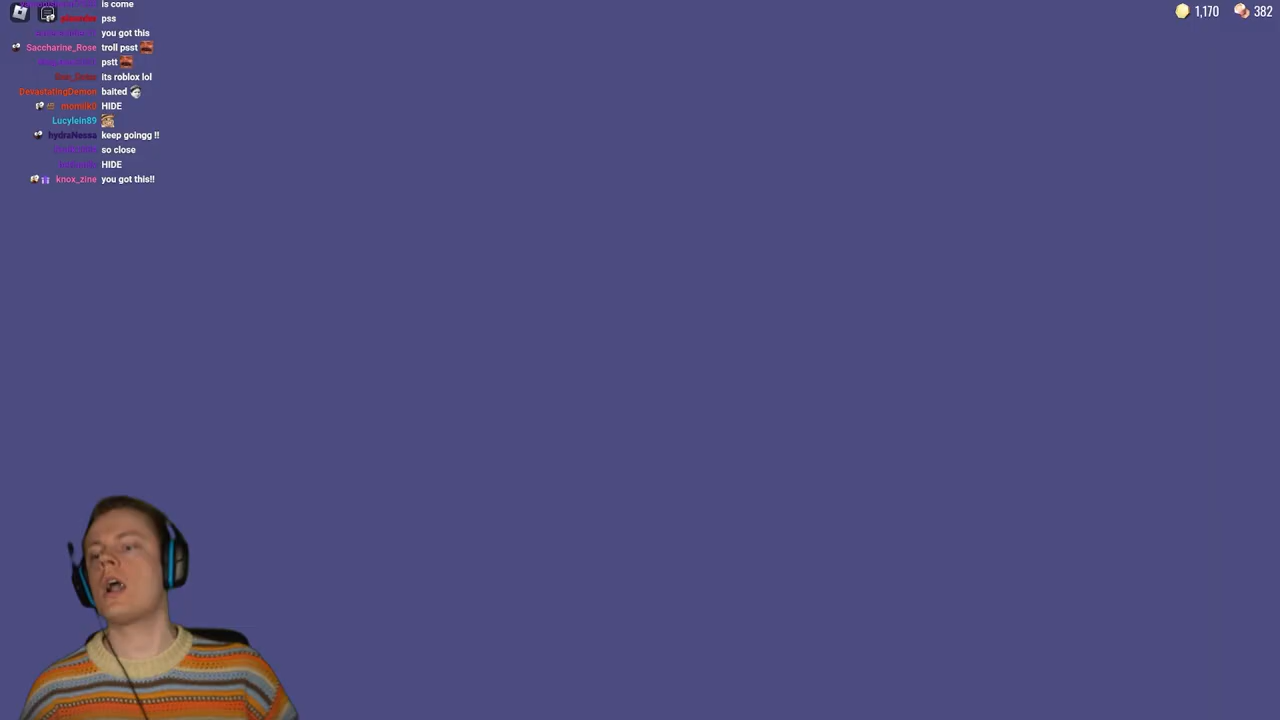 is come
pss
you got this
Saccharine_Rose troll psst
pstt
its roblox lol
DevastatingDemon baited
HIDE
Lucylein89
hydraNessa keep goingg !!
so close
HIDE
knox_zine you got this!!
1,170 382